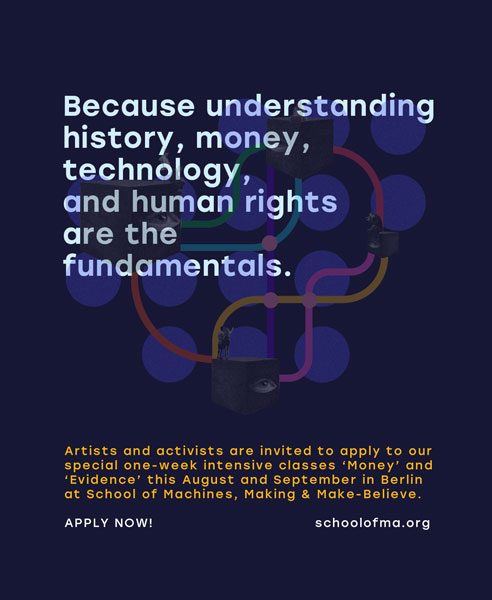 Because understanding
history, money,
technology,
and human rights
are the
fundamentals.
Artists and activists are invited to apply to our
special one-week intensive classes ‘Money’ and
‘Evidence’ this August and September in Berlin
at School of Machines, Making & Make-Believe.
APPLY NOW!
schoolofma.org